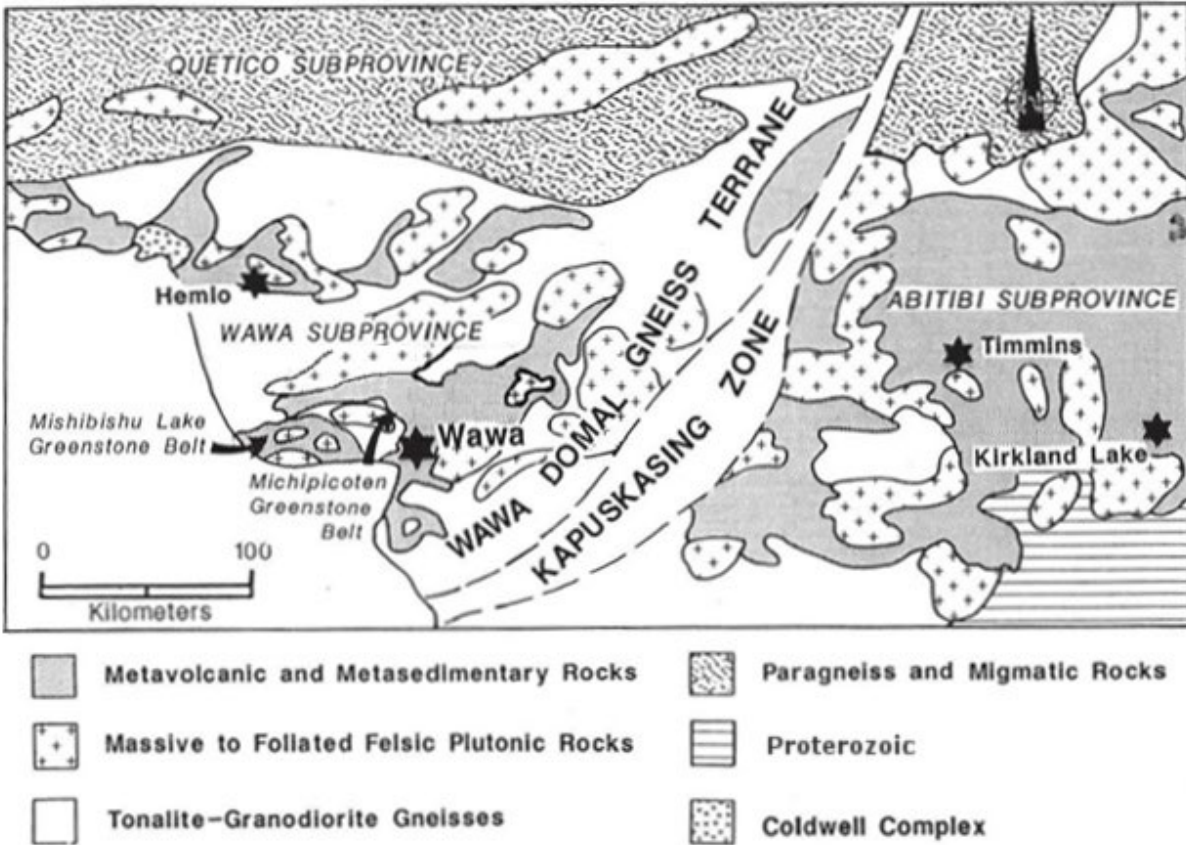 QUETICO SUBPROVINCE
N
WAWA DOMAL GNEISS TERRANE
KAPUSKASING ZONE
Hemlo
WAWA SUBPROVINCE
ABITIBI SUBPROVINCE
Timmins
Mishibishu Lake
Greenstone Belt
Wawa
Kirkland Lake
Michipicoten
Greenstone
Belt
0 100
Kilometers
Metavolcanic and Metasedimentary Rocks
Massive to Foliated Felsic Plutonic Rocks
Tonalite-Granodiorite Gneisses
Paragneiss and Migmatic Rocks
Proterozoic
Coldwell Complex